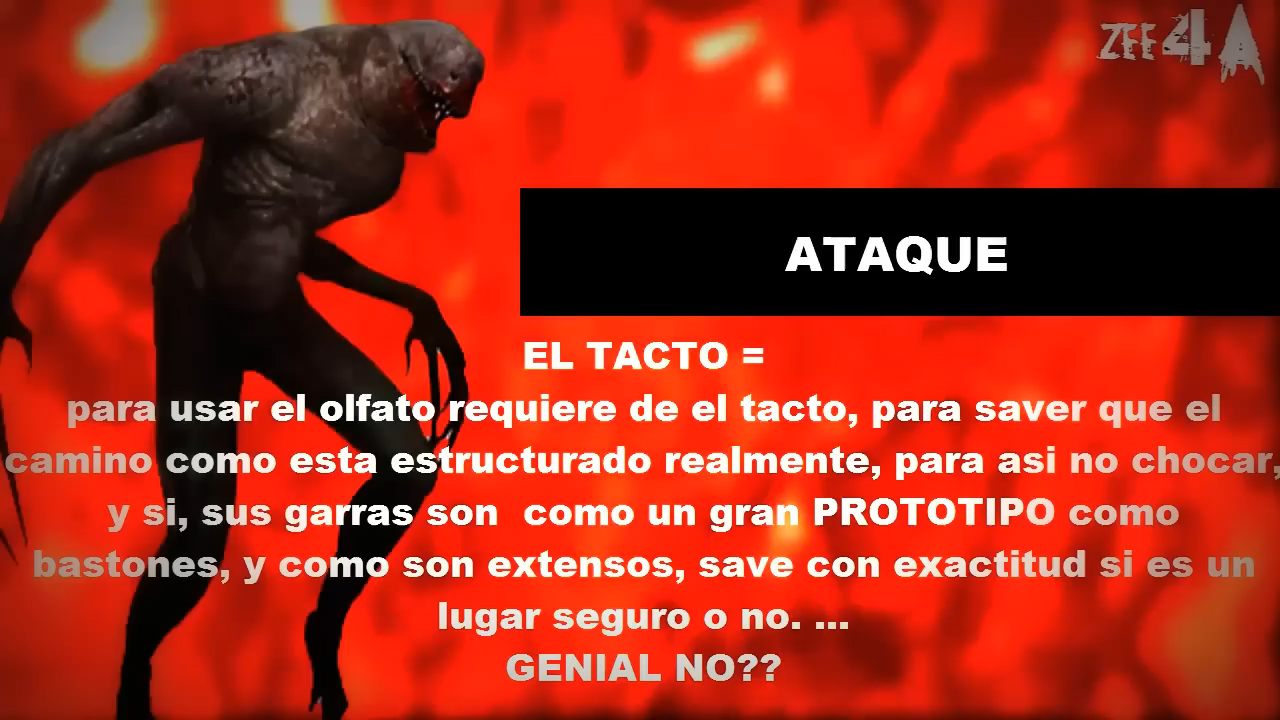 ZEE4A
ATAQUE
EL TACTO =
para usar el olfato requiere de el tacto, para saver que el
camino como esta estructurado realmente, para asi no chocar,
y si, sus garras son como un gran PROTOTIPO como
bastones, y como son extensos, save con exactitud si es un
lugar seguro o no. ...
GENIAL NO??